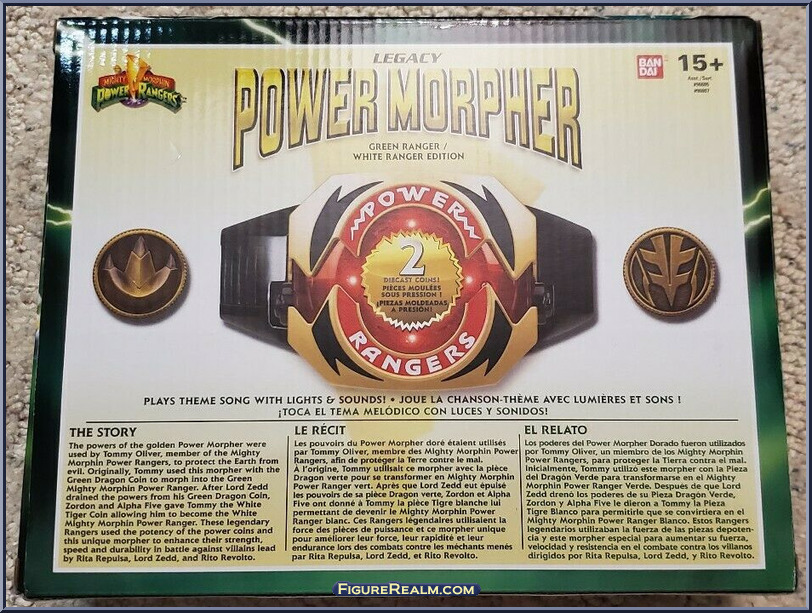 MIGHTY MORPHIN
POWER RANGERS
LEGACY
POWER MORPHER
GREEN RANGER /
WHITE RANGER EDITION
BAN
DAI
15+
Asst./Sort.
POWER
2
DIECAST COINS!
PIÈCES MOULÉES
SOUS PRESSION !
¡PIEZAS MOLDEADAS
A PRESIÓN!
RANGERS
PLAYS THEME SONG WITH LIGHTS & SOUNDS! • JOUE LA CHANSON-THÈME AVEC LUMIÈRES ET SONS !
¡TOCA EL TEMA MELÓDICO CON LUCES Y SONIDOS!
THE STORY
The powers of the golden Power Morpher were
used by Tommy Oliver, member of the Mighty
Morphin Power Rangers, to protect the Earth from
evil. Originally, Tommy used this morpher with the
Green Dragon Coin to morph into the Green
Mighty Morphin Power Ranger. After Lord Zedd
drained the powers from his Green Dragon Coin,
Zordon and Alpha Five gave Tommy the White
Tiger Coin allowing him to become the White
Mighty Morphin Power Ranger. These legendary
Rangers used the potency of the power coins and
this unique morpher to enhance their strength,
speed and durability in battle against villains lead
by Rita Repulsa, Lord Zedd, and Rito Revolto.
LE RÉCIT
Les pouvoirs du Power Morpher doré étaient utilisés
par Tommy Oliver, membre des Mighty Morphin Power
Rangers, afin de protéger la Terre contre le mal.
À l'origine, Tommy utilisait ce morpher avec la pièce
Dragon verte pour se transformer en Mighty Morphin
Power Ranger vert. Après que Lord Zedd eut épuisé
les pouvoirs de sa pièce Dragon verte, Zordon et Alpha
Five ont donné à Tommy la pièce Tigre blanche lui
permettant de devenir le Mighty Morphin Power
Ranger blanc. Ces Rangers légendaires utilisaient la
force des pièces de puissance et ce morpher unique
pour améliorer leur force, leur rapidité et leur
endurance lors des combats contre les méchants menés
par Rita Repulsa, Lord Zedd, et Rito Revolto.
EL RELATO
Los poderes del Power Morpher Dorado fueron utilizados
por Tommy Oliver, un miembro de los Mighty Morphin
Power Rangers, para proteger la Tierra contra el mal.
Inicialmente, Tommy utilizó este morpher con la Pieza
del Dragón Verde para transformarse en el Mighty
Morphin Power Ranger Verde. Después de que Lord
Zedd drenó los poderes de su Pieza Dragón Verde,
Zordon y Alpha Five le dieron a Tommy la Pieza
Tigre Blanco para permitirle que se convirtiera en el
Mighty Morphin Power Ranger Blanco. Estos Rangers
legendarios utilizaban la fuerza de las piezas depoten-
cia y este morpher especial para aumentar su fuerza,
velocidad y resistencia en el combate contra los villanos
dirigidos por Rita Repulsa, Lord Zedd, y Rito Revolto.
FIGUREREALM.COM